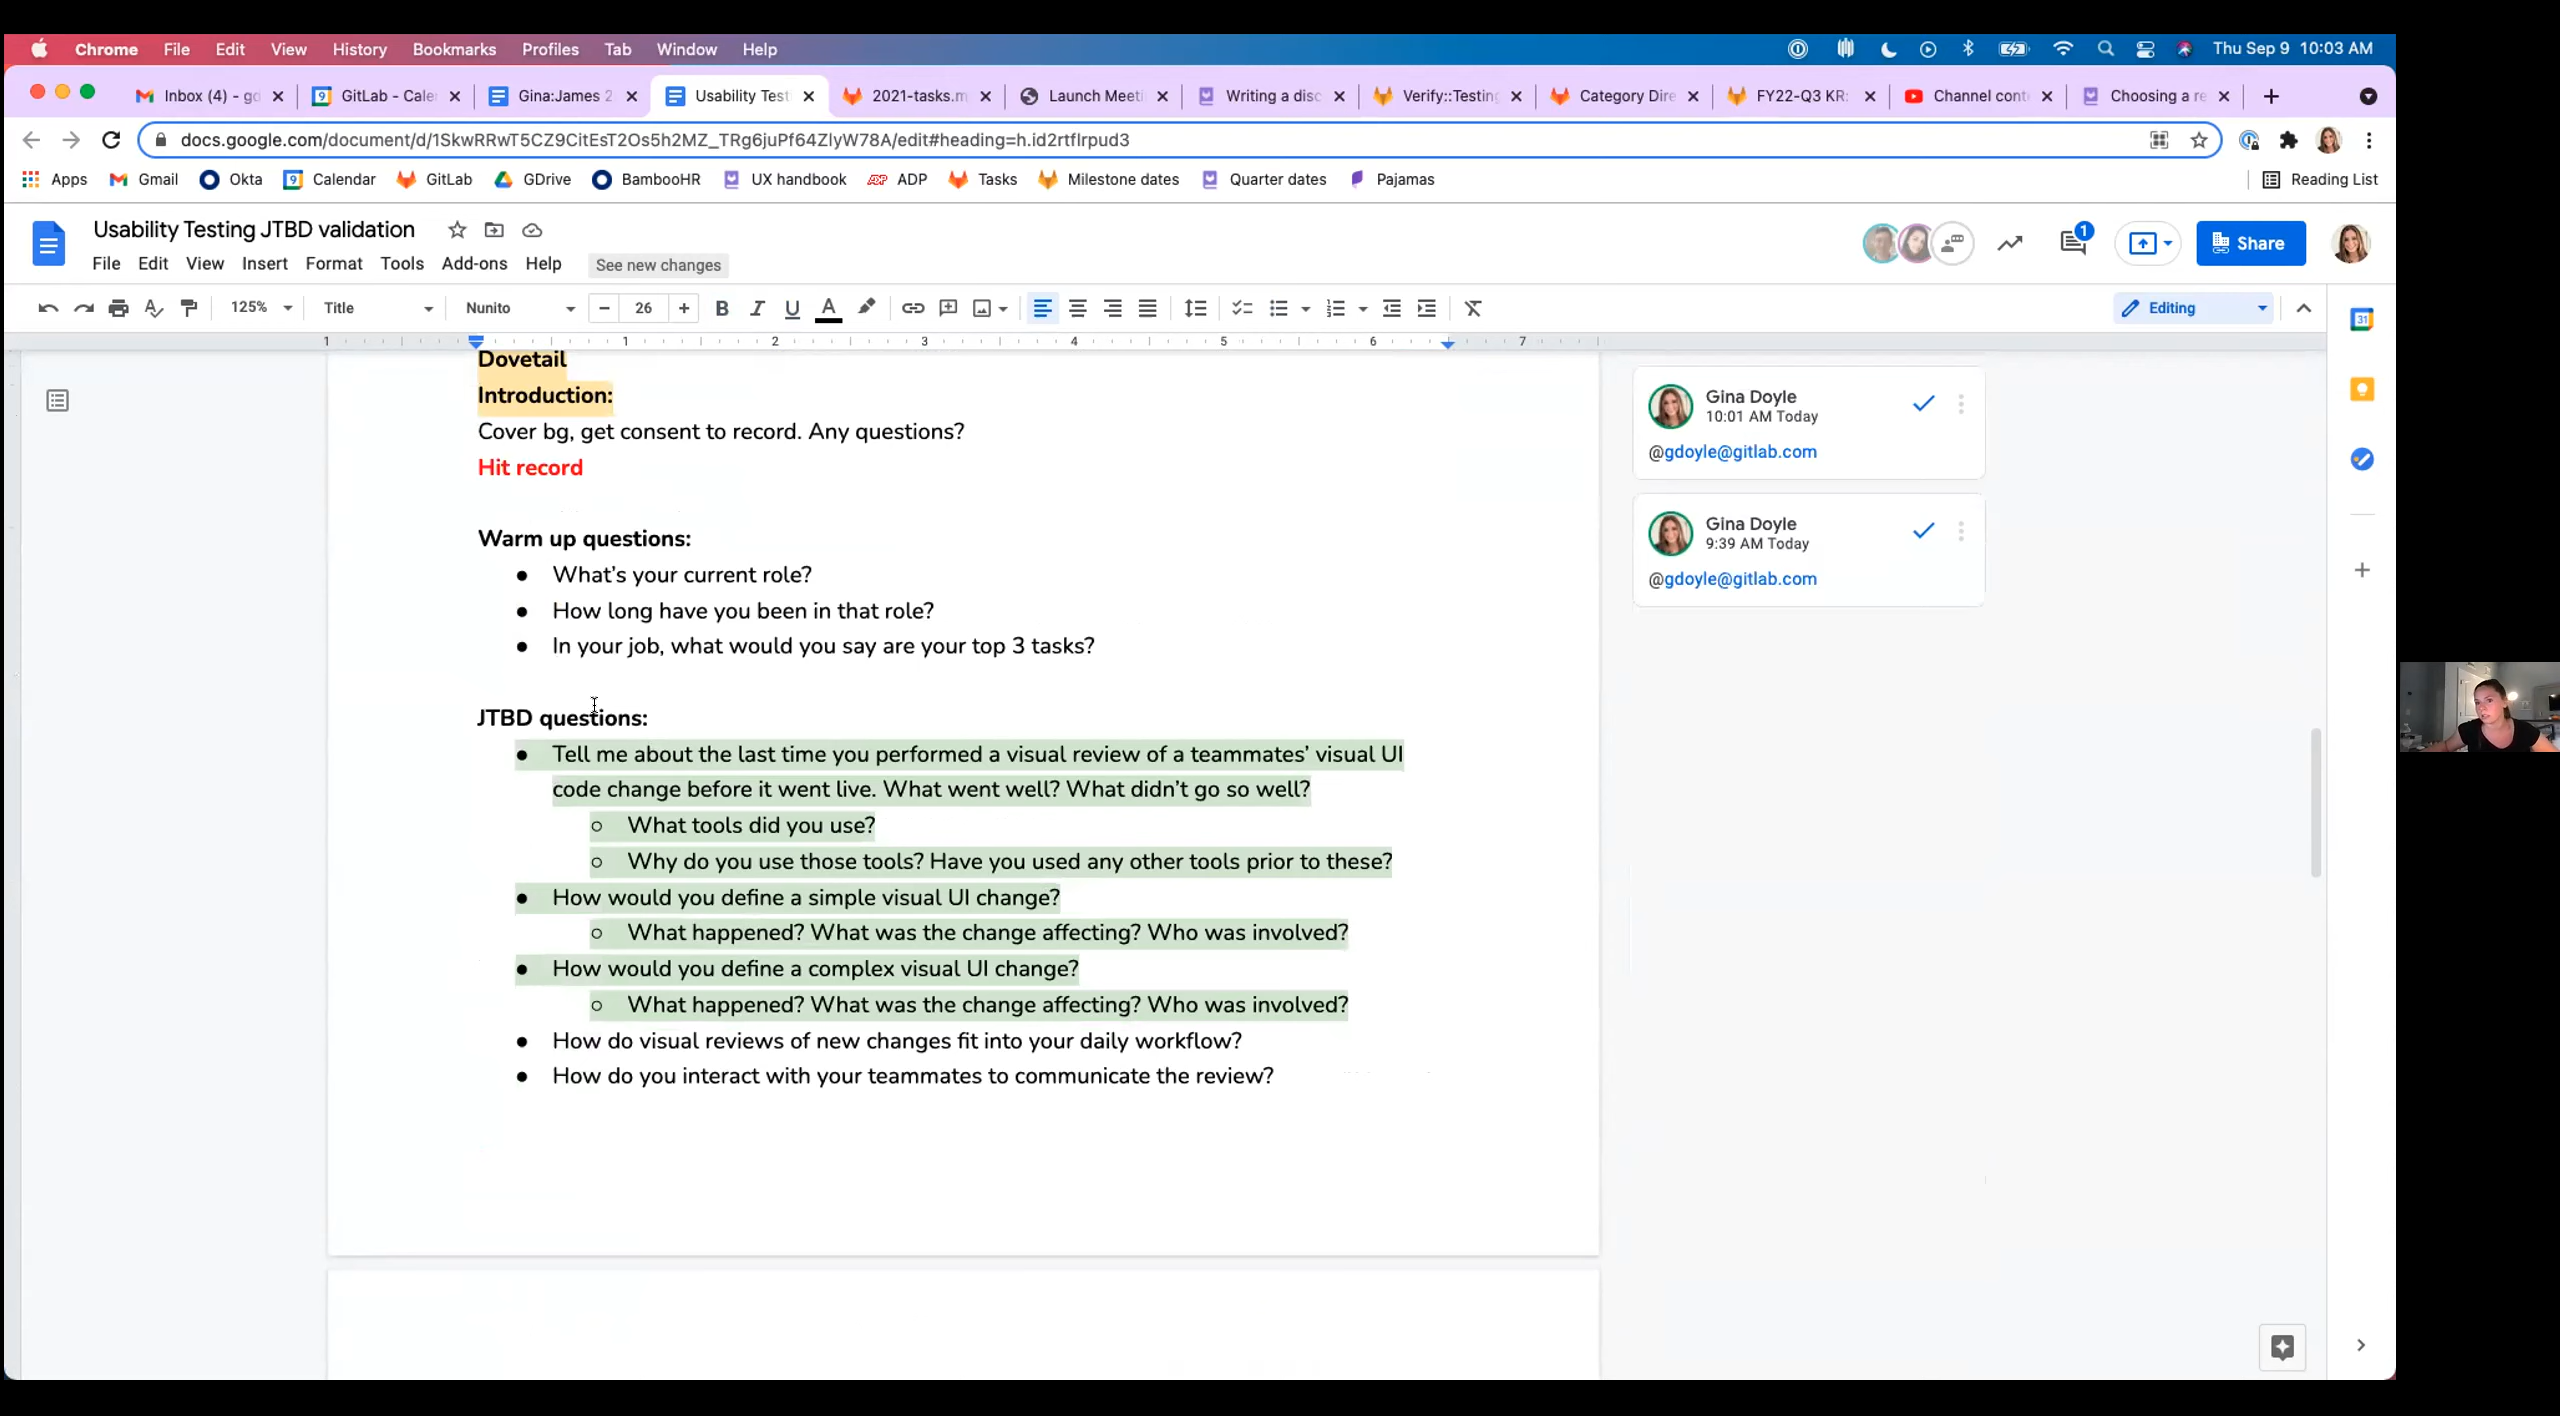 Chrome File Edit View History Bookmarks Profiles Tab Window Help Thu Sep 9 10:03 AM
Inbox (4) - gd GitLab - Cale Gina:James 2 Usability Test 2021-tasks.m Launch Meeti Writing a disc Verify::Testing Category Dire FY22-Q3 KR: Channel cont Choosing a re
docs.google.com/document/d/1SkwRRwT5CZ9CitEsT2Os5h2MZ_TRg6juPf64ZlyW78A/edit#heading=h.id2rtflrpud3
Apps Gmail Okta Calendar GitLab GDrive BambooHR UX handbook ADP Tasks Milestone dates Quarter dates Pajamas Reading List
Usability Testing JTBD validation
File Edit View Insert Format Tools Add-ons Help See new changes
1 Share
125% Title Nunito 26 B I U A Editing
1 1 2 3 4 5 6 7
Dovetail
Introduction:
Cover bg, get consent to record. Any questions?
Hit record
Warm up questions:
● What's your current role?
● How long have you been in that role?
● In your job, what would you say are your top 3 tasks?
JTBD questions:
● Tell me about the last time you performed a visual review of a teammates' visual UI
code change before it went live. What went well? What didn't go so well?
○ What tools did you use?
○ Why do you use those tools? Have you used any other tools prior to these?
● How would you define a simple visual UI change?
○ What happened? What was the change affecting? Who was involved?
● How would you define a complex visual UI change?
○ What happened? What was the change affecting? Who was involved?
● How do visual reviews of new changes fit into your daily workflow?
● How do you interact with your teammates to communicate the review?
Gina Doyle
10:01 AM Today
@gdoyle@gitlab.com
Gina Doyle
9:39 AM Today
@gdoyle@gitlab.com
31